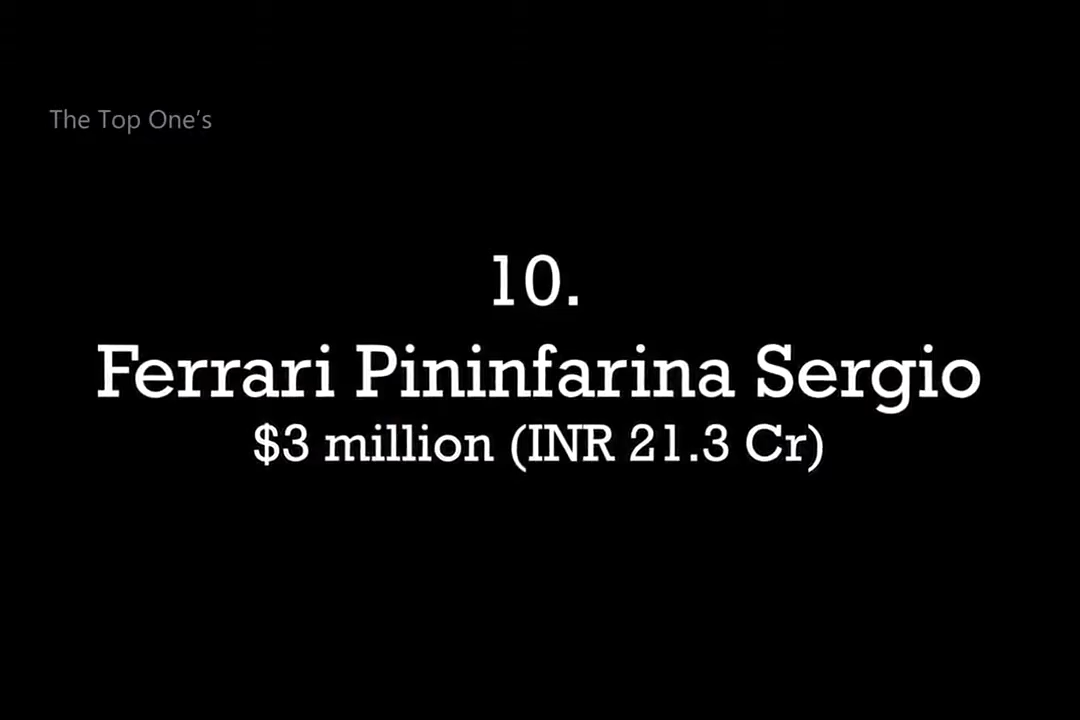 The Top One's
10.
Ferrari Pininfarina Sergio
$3 million (INR 21.3 Cr)